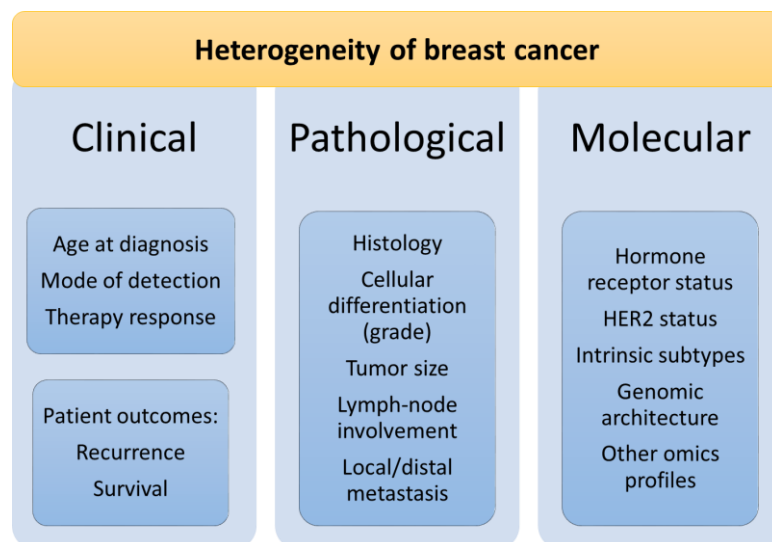 Heterogeneity of breast cancer
Clinical
Age at diagnosis
Mode of detection
Therapy response
Patient outcomes:
Recurrence
Survival
Pathological
Histology
Cellular
differentiation
(grade)
Tumor size
Lymph-node
involvement
Local/distal
metastasis
Molecular
Hormone
receptor status
HER2 status
Intrinsic subtypes
Genomic
architecture
Other omics
profiles